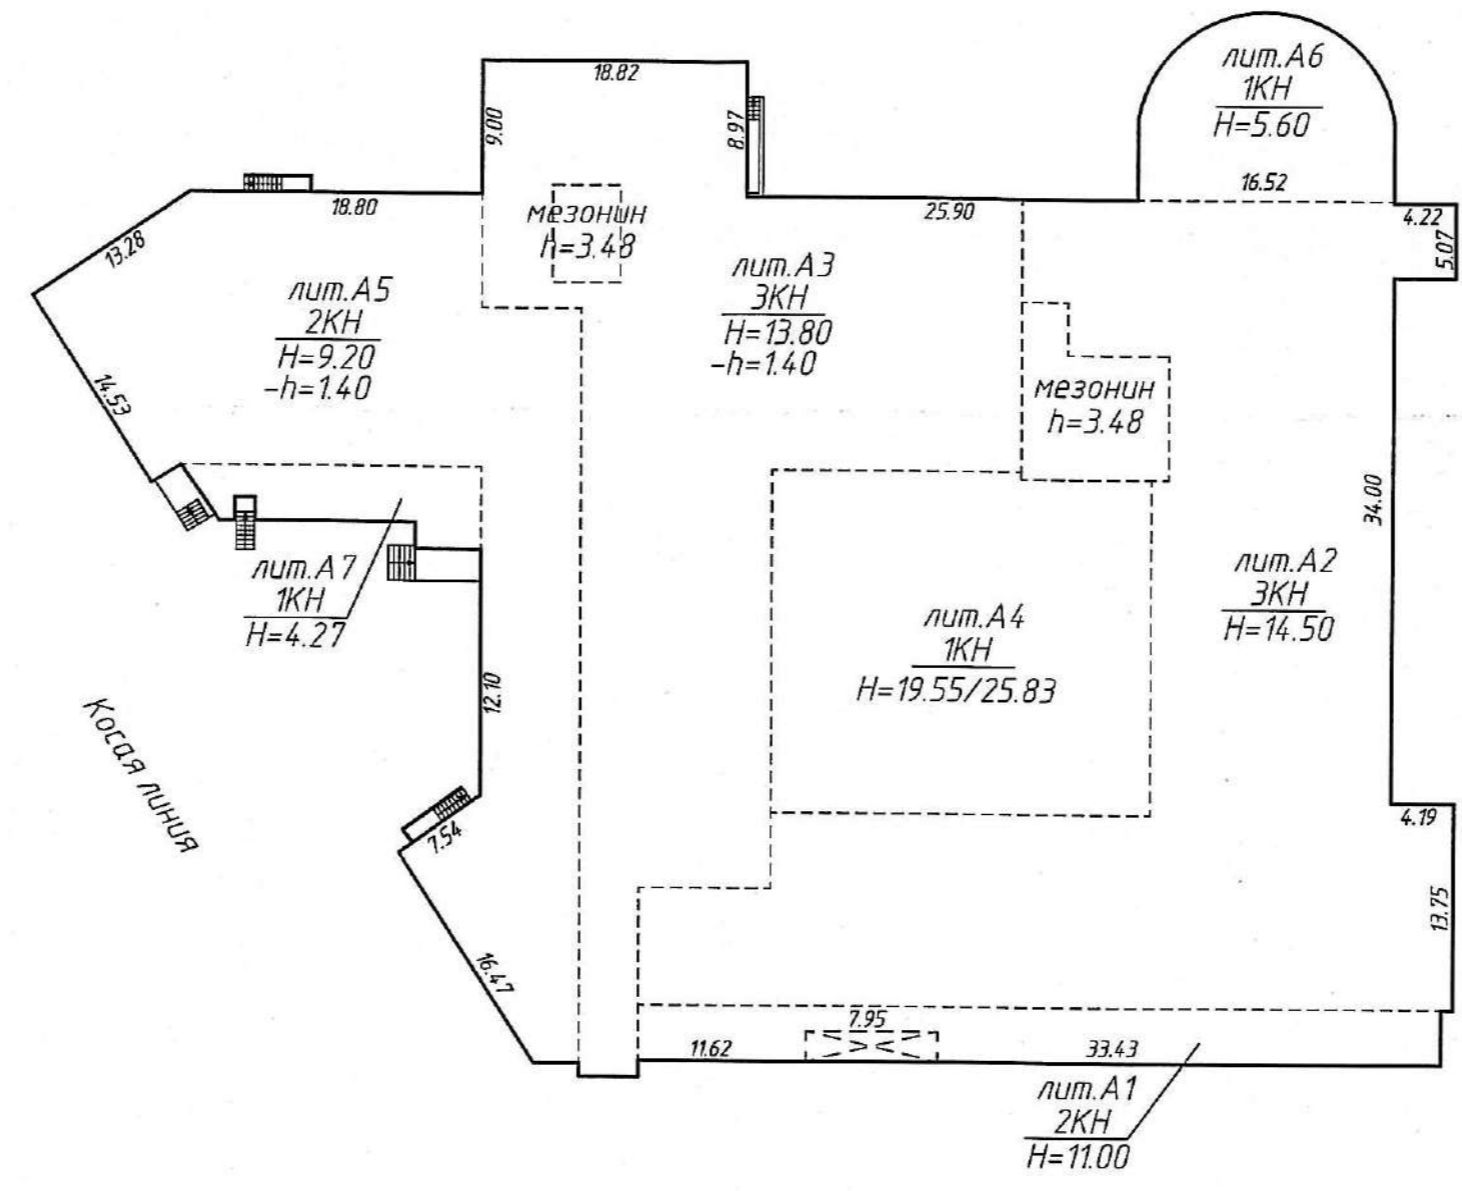 лит.А6
1КН
Н=5.60
16.52
4.22
5.07
18.82
9.00
8.97
25.90
18.80
13.28
14.53
мезонин
h=3.48
лит.А5
2КН
Н=9.20
-h=1.40
лит.А3
3КН
Н=13.80
-h=1.40
мезонин
h=3.48
34.00
лит.А7
1КН
Н=4.27
лит.А4
1КН
Н=19.55/25.83
лит.А2
3КН
Н=14.50
Косая линия
12.10
7.54
16.47
4.19
13.75
7.95
11.62
33.43
лит.А1
2КН
Н=11.00